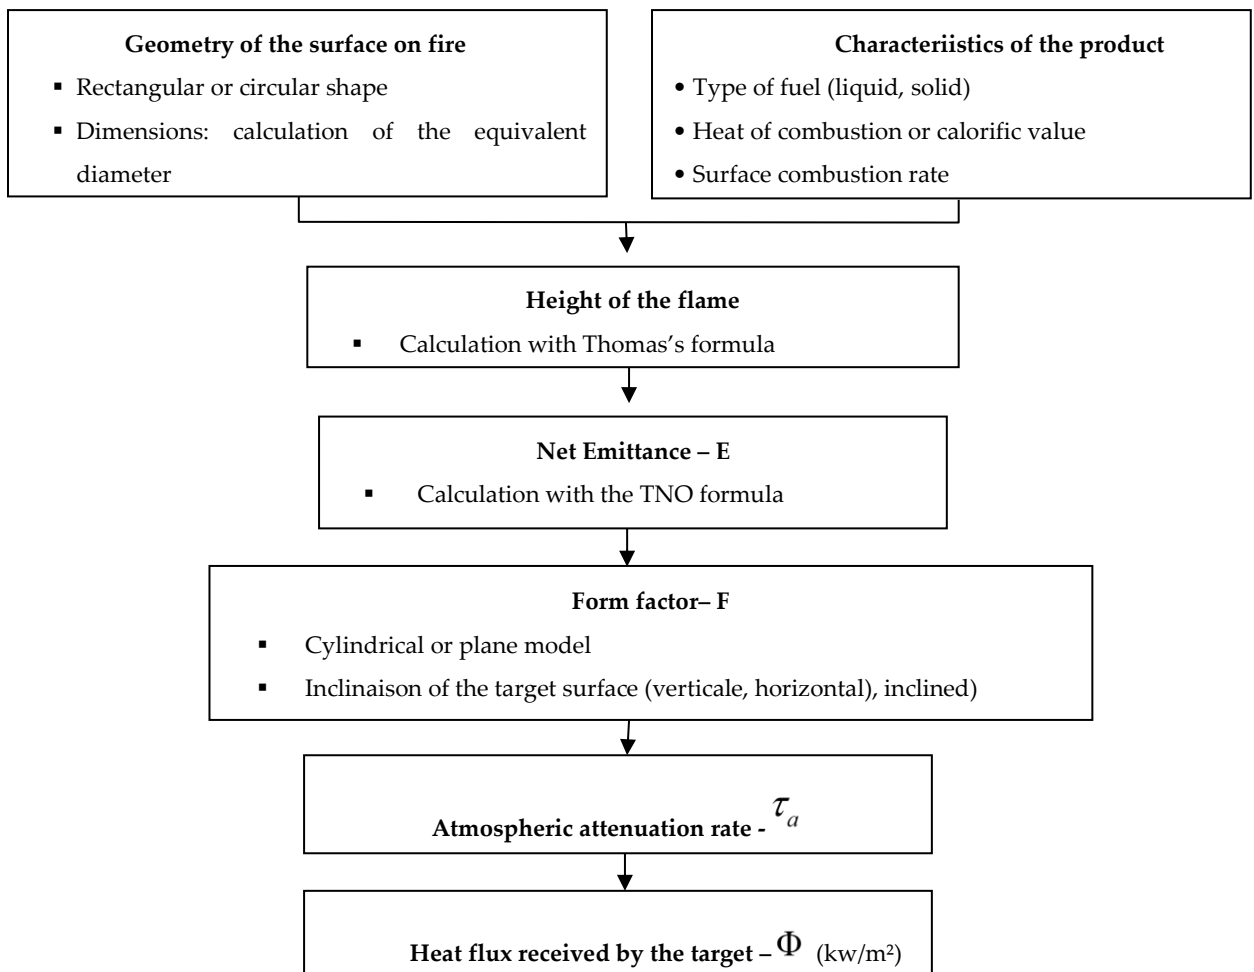 Geometry of the surface on fire
▪ Rectangular or circular shape
▪ Dimensions: calculation of the equivalent
diameter
Characteriistics of the product
• Type of fuel (liquid, solid)
• Heat of combustion or calorific value
• Surface combustion rate
Height of the flame
▪ Calculation with Thomas's formula
Net Emittance – E
▪ Calculation with the TNO formula
Form factor– F
▪ Cylindrical or plane model
▪ Inclinaison of the target surface (verticale, horizontal), inclined)
Atmospheric attenuation rate - τₐ
Heat flux received by the target – Φ (kw/m²)